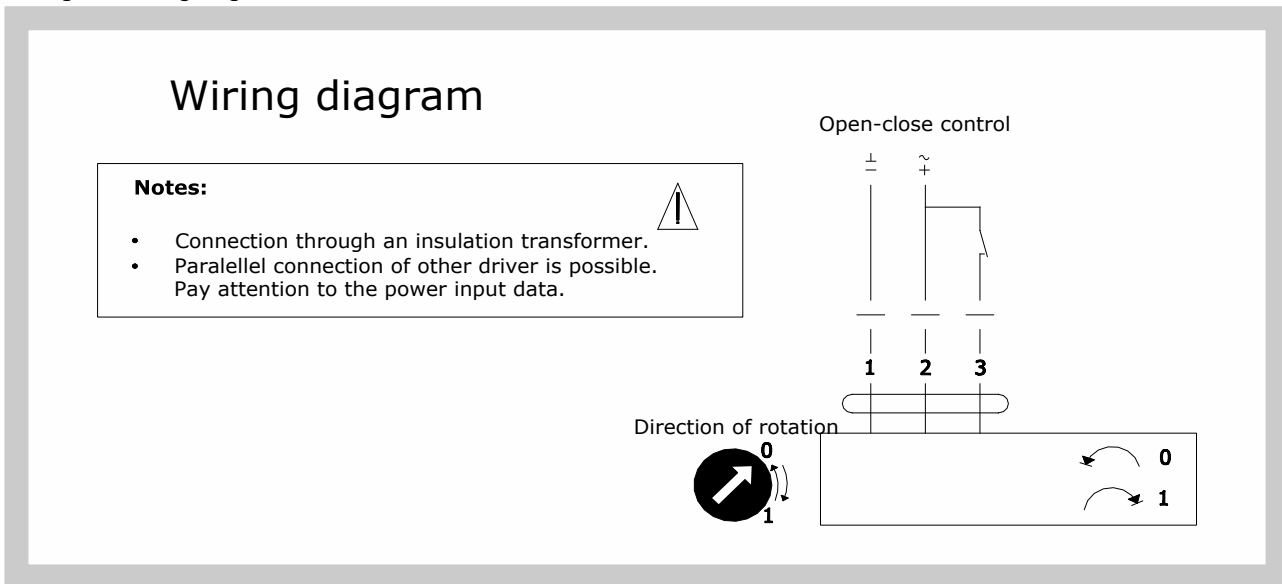 Wiring diagram
Open-close control
⊥ ~
− +
Notes:
• Connection through an insulation transformer.
• Paralellel connection of other driver is possible.
Pay attention to the power input data.
1 2 3
Direction of rotation
0
1
0
1